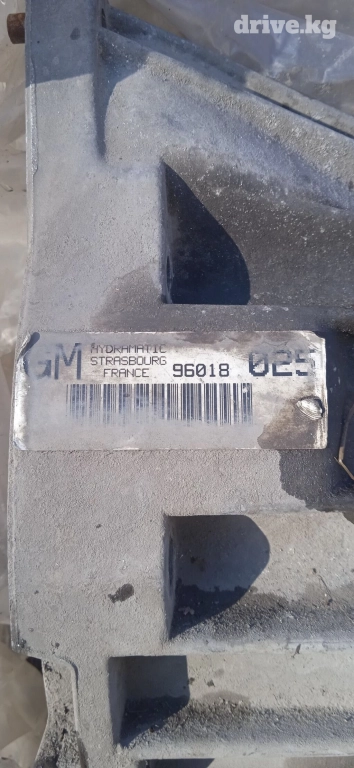 drive.kg
GM HYDRAMATIC
STRASBOURG
- FRANCE 96018 025